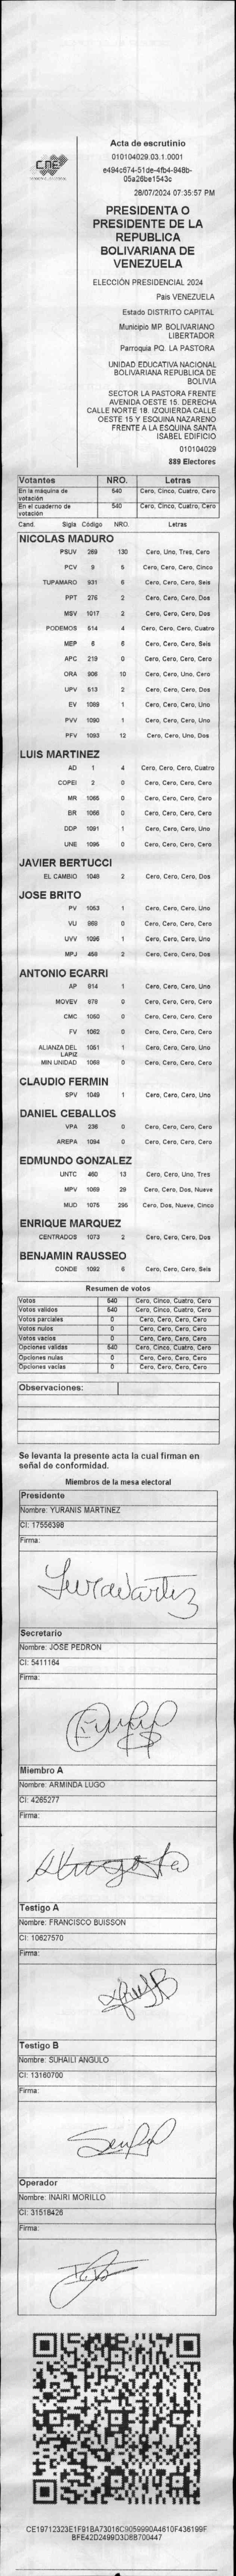 CNE
Acta de escrutinio
010104029.03.1.0001
e494c674-51de-4fb4-948b-
05a26be1543c
28/07/2024 07:35:57 PM
PRESIDENTA O
PRESIDENTE DE LA
REPUBLICA
BOLIVARIANA DE
VENEZUELA
ELECCIÓN PRESIDENCIAL 2024
País VENEZUELA
Estado DISTRITO CAPITAL
Municipio MP. BOLIVARIANO
LIBERTADOR
Parroquia PQ. LA PASTORA
UNIDAD EDUCATIVA NACIONAL
BOLIVARIANA REPUBLICA DE
BOLIVIA
SECTOR LA PASTORA FRENTE
AVENIDA OESTE 15. DERECHA
CALLE NORTE 18. IZQUIERDA CALLE
OESTE 15 Y ESQUINA NAZARENO
FRENTE A LA ESQUINA SANTA
ISABEL EDIFICIO
010104029
889 Electores
Votantes NRO. Letras
En la máquina de votación 540 Cero, Cinco, Cuatro, Cero
En el cuaderno de votación 540 Cero, Cinco, Cuatro, Cero
Cand. Sigla Código NRO. Letras
NICOLAS MADURO
PSUV 269 130 Cero, Uno, Tres, Cero
PCV 9 5 Cero, Cero, Cero, Cinco
TUPAMARO 931 6 Cero, Cero, Cero, Seis
PPT 276 2 Cero, Cero, Cero, Dos
MSV 1017 2 Cero, Cero, Cero, Dos
PODEMOS 514 4 Cero, Cero, Cero, Cuatro
MEP 6 6 Cero, Cero, Cero, Seis
APC 219 0 Cero, Cero, Cero, Cero
ORA 906 10 Cero, Cero, Uno, Cero
UPV 513 2 Cero, Cero, Cero, Dos
EV 1089 1 Cero, Cero, Cero, Uno
PVV 1090 1 Cero, Cero, Cero, Uno
PFV 1093 12 Cero, Cero, Uno, Dos
LUIS MARTINEZ
AD 1 4 Cero, Cero, Cero, Cuatro
COPEI 2 0 Cero, Cero, Cero, Cero
MR 1065 0 Cero, Cero, Cero, Cero
BR 1056 0 Cero, Cero, Cero, Cero
DDP 1091 1 Cero, Cero, Cero, Uno
UNE 1095 0 Cero, Cero, Cero, Cero
JAVIER BERTUCCI
EL CAMBIO 1048 2 Cero, Cero, Cero, Dos
JOSE BRITO
PV 1063 1 Cero, Cero, Cero, Uno
VU 968 0 Cero, Cero, Cero, Cero
UVV 1096 1 Cero, Cero, Cero, Uno
MPJ 458 2 Cero, Cero, Cero, Dos
ANTONIO ECARRI
AP 814 1 Cero, Cero, Cero, Uno
MOVEV 878 0 Cero, Cero, Cero, Cero
CMC 1050 0 Cero, Cero, Cero, Cero
FV 1062 0 Cero, Cero, Cero, Cero
ALIANZA DEL LAPIZ 1051 1 Cero, Cero, Cero, Uno
MIN UNIDAD 1068 0 Cero, Cero, Cero, Cero
CLAUDIO FERMIN
SPV 1049 1 Cero, Cero, Cero, Uno
DANIEL CEBALLOS
VPA 236 0 Cero, Cero, Cero, Cero
AREPA 1094 0 Cero, Cero, Cero, Cero
EDMUNDO GONZALEZ
UNTC 460 13 Cero, Cero, Uno, Tres
MPV 1069 29 Cero, Cero, Dos, Nueve
MUD 1075 295 Cero, Dos, Nueve, Cinco
ENRIQUE MARQUEZ
CENTRADOS 1073 2 Cero, Cero, Cero, Dos
BENJAMIN RAUSSEO
CONDE 1082 6 Cero, Cero, Cero, Seis
Resumen de votos
Votos 540 Cero, Cinco, Cuatro, Cero
Votos validos 540 Cero, Cinco, Cuatro, Cero
Votos parciales 0 Cero, Cero, Cero, Cero
Votos nulos 0 Cero, Cero, Cero, Cero
Votos vacíos 0 Cero, Cero, Cero, Cero
Opciones validas 540 Cero, Cinco, Cuatro, Cero
Opciones nulas 0 Cero, Cero, Cero, Cero
Opciones vacías 0 Cero, Cero, Cero, Cero
Observaciones:
Se levanta la presente acta la cual firman en
señal de conformidad.
Miembros de la mesa electoral
Presidente
Nombre: YURANIS MARTINEZ
CI: 17556398
Firma:
Secretario
Nombre: JOSE PEDRON
CI: 5411164
Firma:
Miembro A
Nombre: ARMINDA LUGO
CI: 4265277
Firma:
Testigo A
Nombre: FRANCISCO BUISSON
CI: 10627570
Firma:
Testigo B
Nombre: SUHAILI ANGULO
CI: 13160700
Firma:
Operador
Nombre: INAIRI MORILLO
CI: 31518426
Firma:
CE19712323E1F91BA73016C9059990A4610F436199F
BFE42D2499D3DBB700447